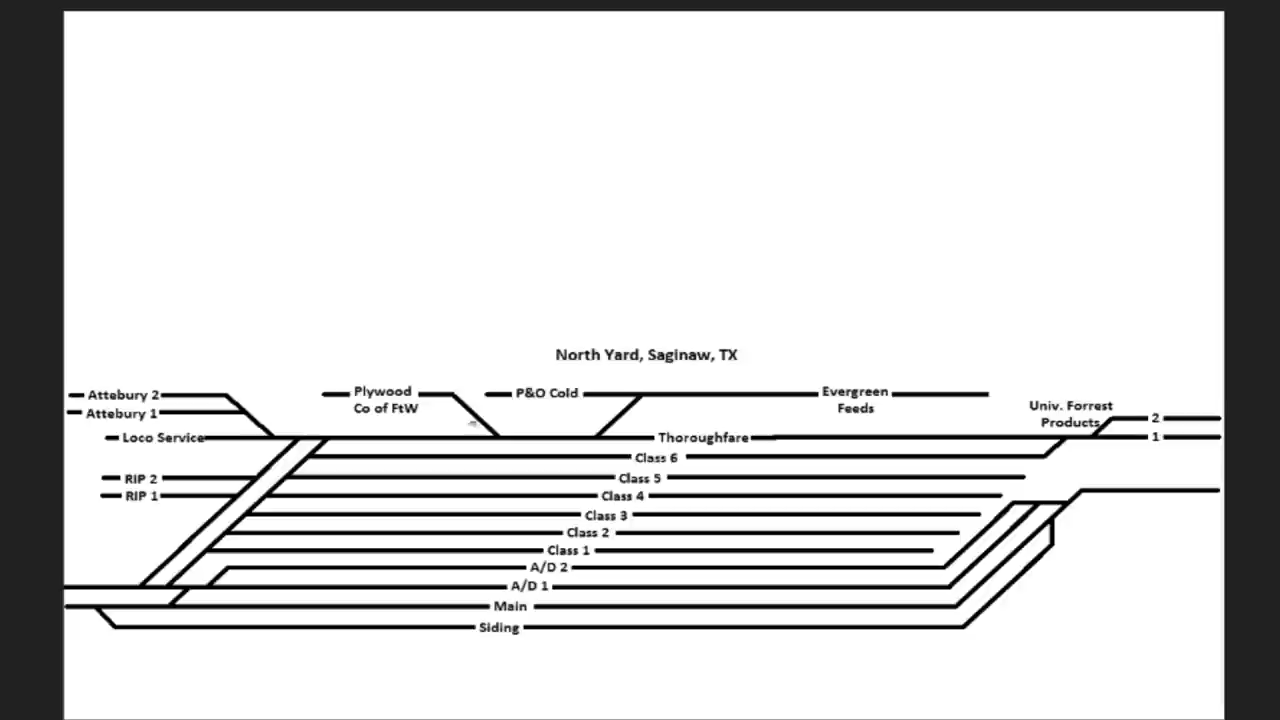 North Yard, Saginaw, TX
Attebury 2
Plywood
Co of FtW
P&O Cold
Evergreen
Feeds
Univ. Forrest
Products
2
1
Attebury 1
Loco Service
Thoroughfare
Class 6
RIP 2
Class 5
RIP 1
Class 4
Class 3
Class 2
Class 1
A/D 2
A/D 1
Main
Siding